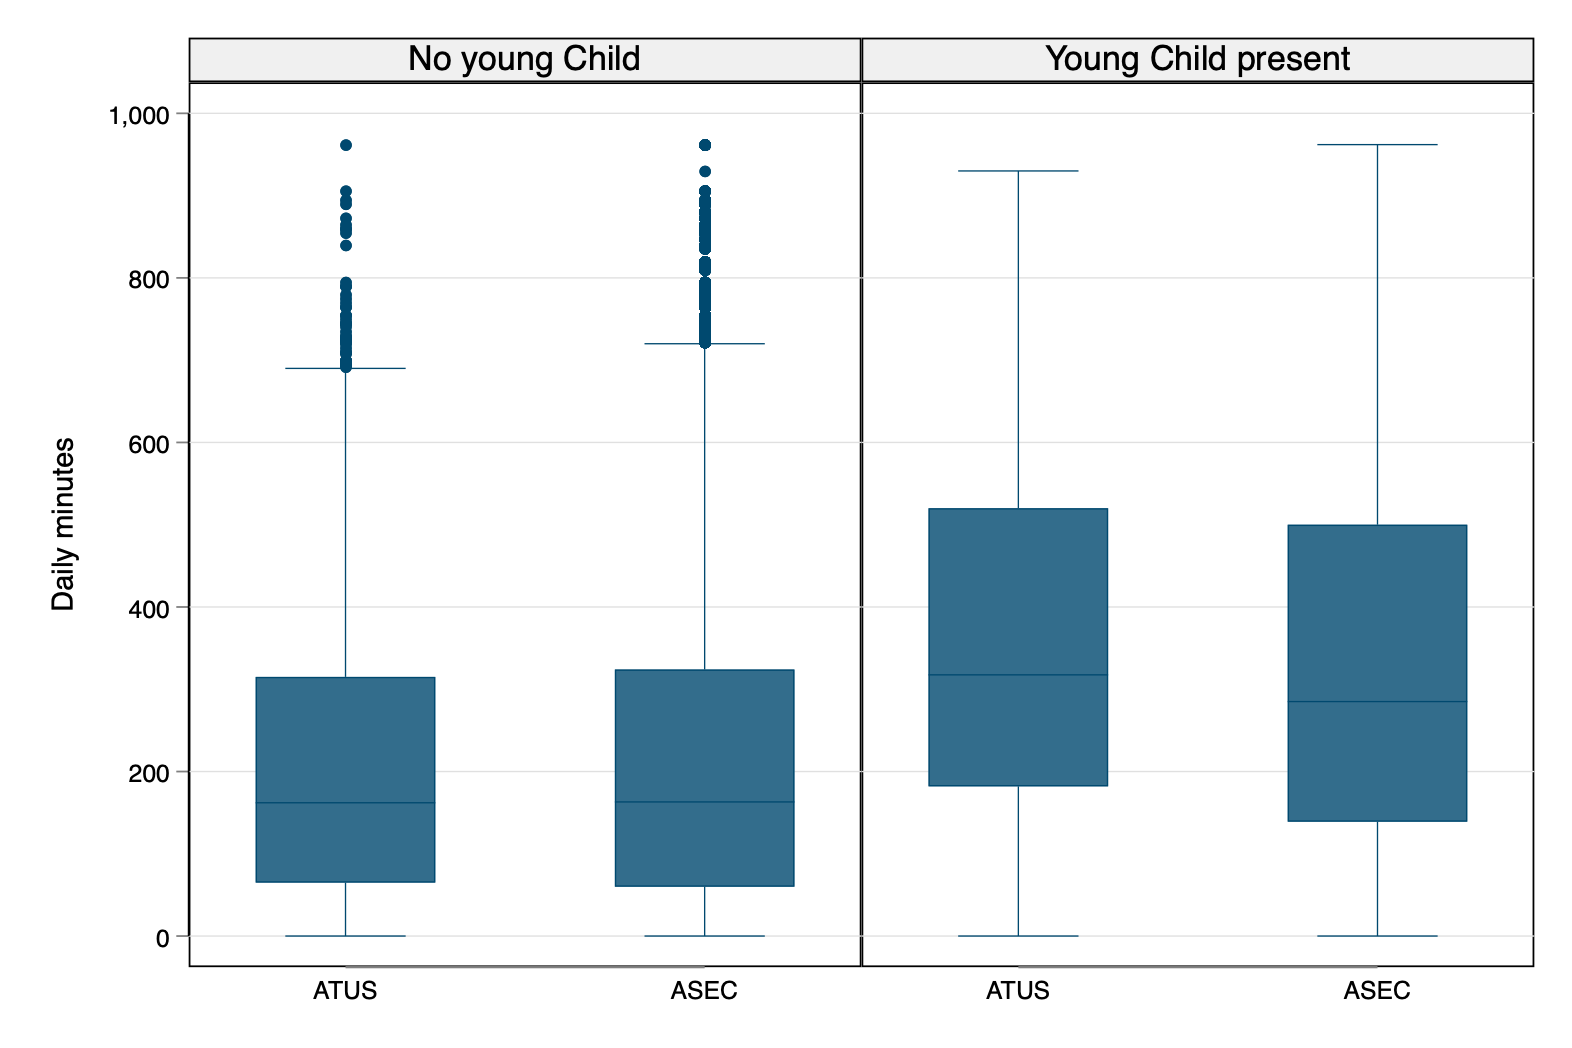 No young Child
Young Child present
1,000
800
600
400
200
0
Daily minutes
ATUS
ASEC
ATUS
ASEC